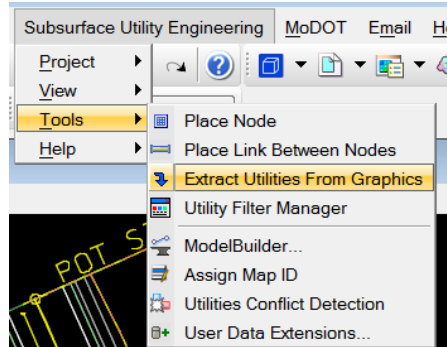 Subsurface Utility Engineering MoDOT Email
Project
View
Tools
Help
Place Node
Place Link Between Nodes
Extract Utilities From Graphics
Utility Filter Manager
ModelBuilder...
Assign Map ID
Utilities Conflict Detection
User Data Extensions...
POT